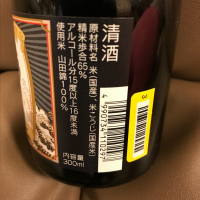 清酒
原材料名 米(国産)、米こうじ(国産米)
精米歩合65%
アルコール分15度以上16度未満
使用米 山田錦100%
内容量
300ml
4990734110297